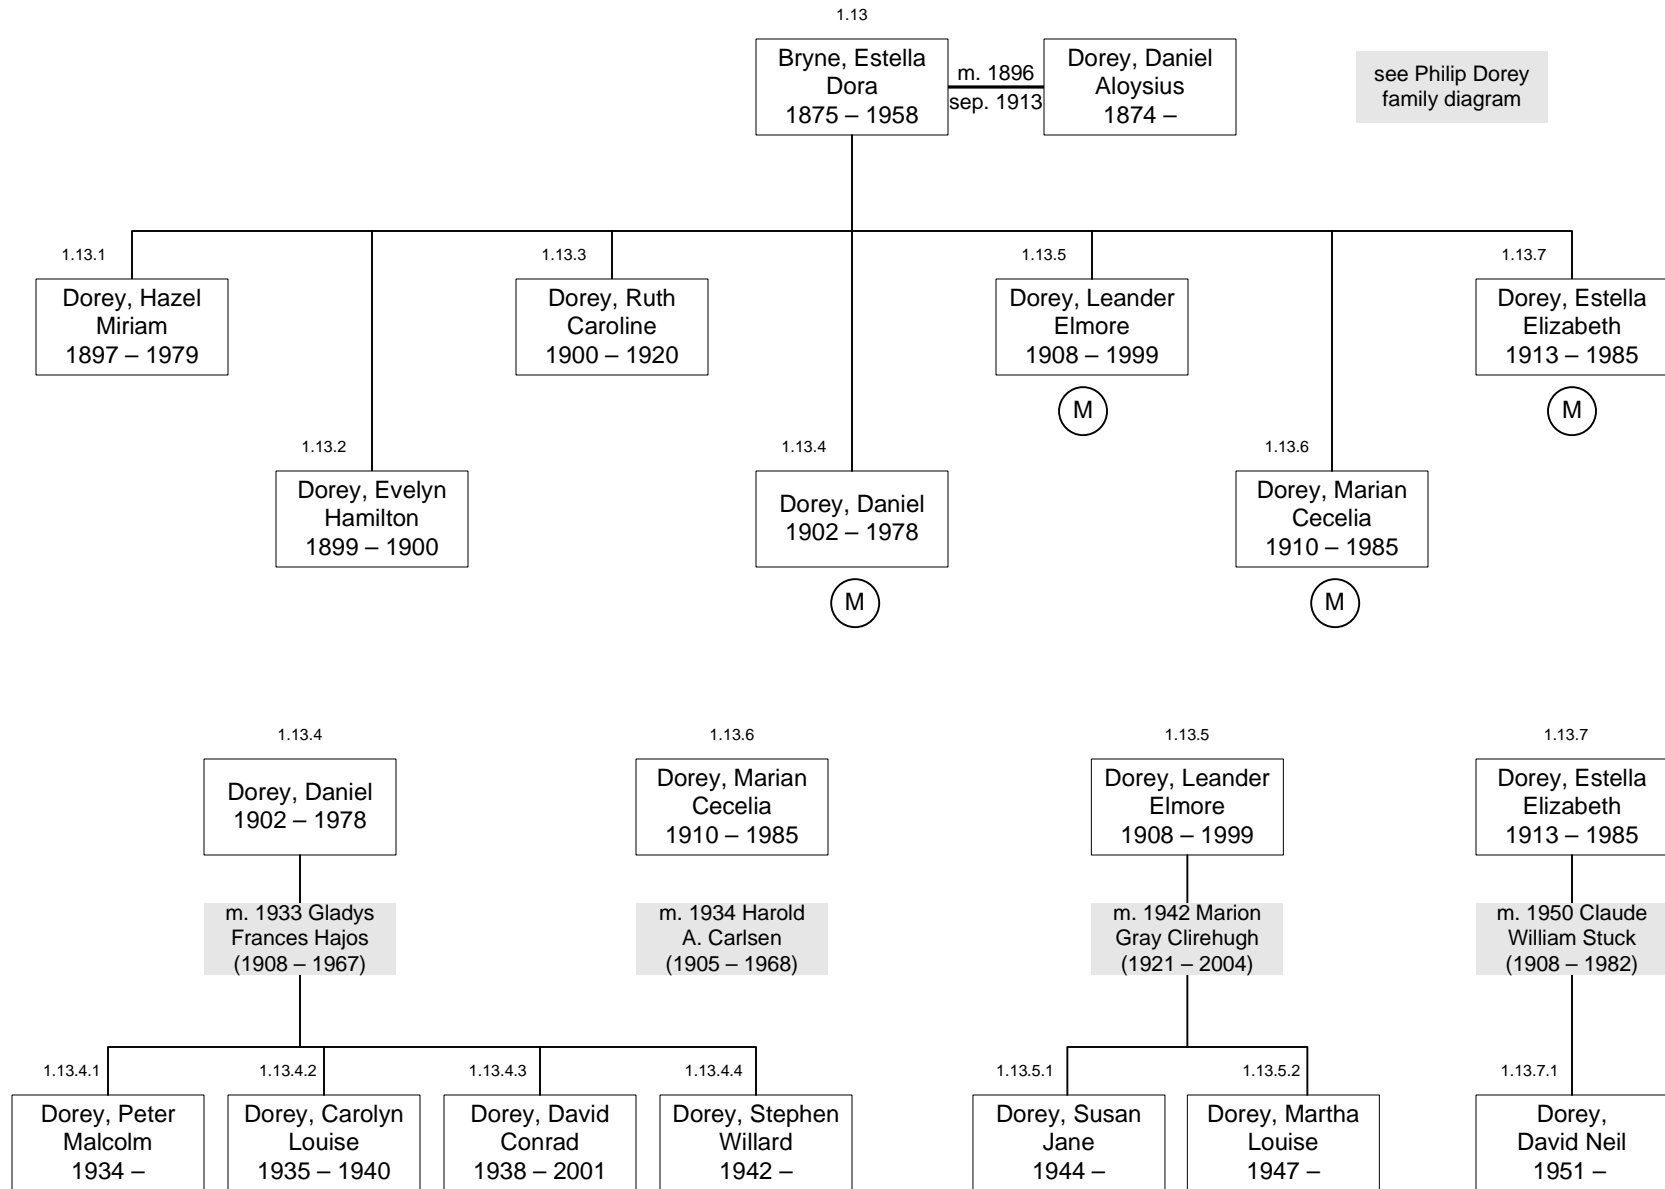 1.13
Bryne, Estella
Dora
1875 – 1958
m. 1896
sep. 1913
Dorey, Daniel
Aloysius
1874 –
see Philip Dorey
family diagram
1.13.1
Dorey, Hazel
Miriam
1897 – 1979
1.13.3
Dorey, Ruth
Caroline
1900 – 1920
1.13.5
Dorey, Leander
Elmore
1908 – 1999
M
1.13.7
Dorey, Estella
Elizabeth
1913 – 1985
M
1.13.2
Dorey, Evelyn
Hamilton
1899 – 1900
1.13.4
Dorey, Daniel
1902 – 1978
M
1.13.6
Dorey, Marian
Cecelia
1910 – 1985
M
1.13.4
Dorey, Daniel
1902 – 1978
m. 1933 Gladys
Frances Hajos
(1908 – 1967)
1.13.6
Dorey, Marian
Cecelia
1910 – 1985
m. 1934 Harold
A. Carlsen
(1905 – 1968)
1.13.5
Dorey, Leander
Elmore
1908 – 1999
m. 1942 Marion
Gray Clirehugh
(1921 – 2004)
1.13.7
Dorey, Estella
Elizabeth
1913 – 1985
m. 1950 Claude
William Stuck
(1908 – 1982)
1.13.4.1
Dorey, Peter
Malcolm
1934 –
1.13.4.2
Dorey, Carolyn
Louise
1935 – 1940
1.13.4.3
Dorey, David
Conrad
1938 – 2001
1.13.4.4
Dorey, Stephen
Willard
1942 –
1.13.5.1
Dorey, Susan
Jane
1944 –
1.13.5.2
Dorey, Martha
Louise
1947 –
1.13.7.1
Dorey,
David Neil
1951 –